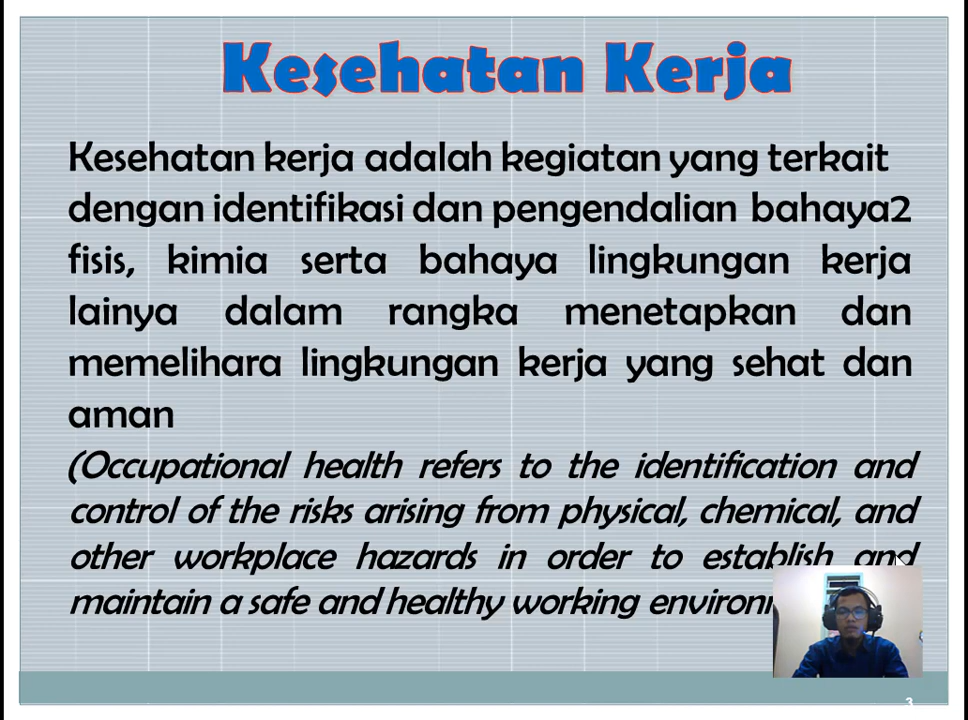 Kesehatan Kerja
Kesehatan kerja adalah kegiatan yang terkait
dengan identifikasi dan pengendalian bahaya2
fisis, kimia serta bahaya lingkungan kerja
lainya dalam rangka menetapkan dan
memelihara lingkungan kerja yang sehat dan
aman
(Occupational health refers to the identification and
control of the risks arising from physical, chemical, and
other workplace hazards in order to establish and
maintain a safe and healthy working
3